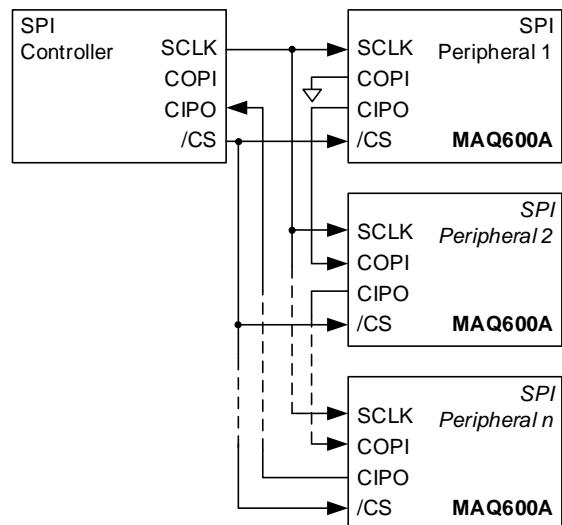 SPI
Controller
SCLK
COPI
CIPO
/CS
SPI
Peripheral 1
SCLK
COPI
CIPO
/CS
MAQ600A
SPI
Peripheral 2
SCLK
COPI
CIPO
/CS
MAQ600A
SPI
Peripheral n
SCLK
COPI
CIPO
/CS
MAQ600A